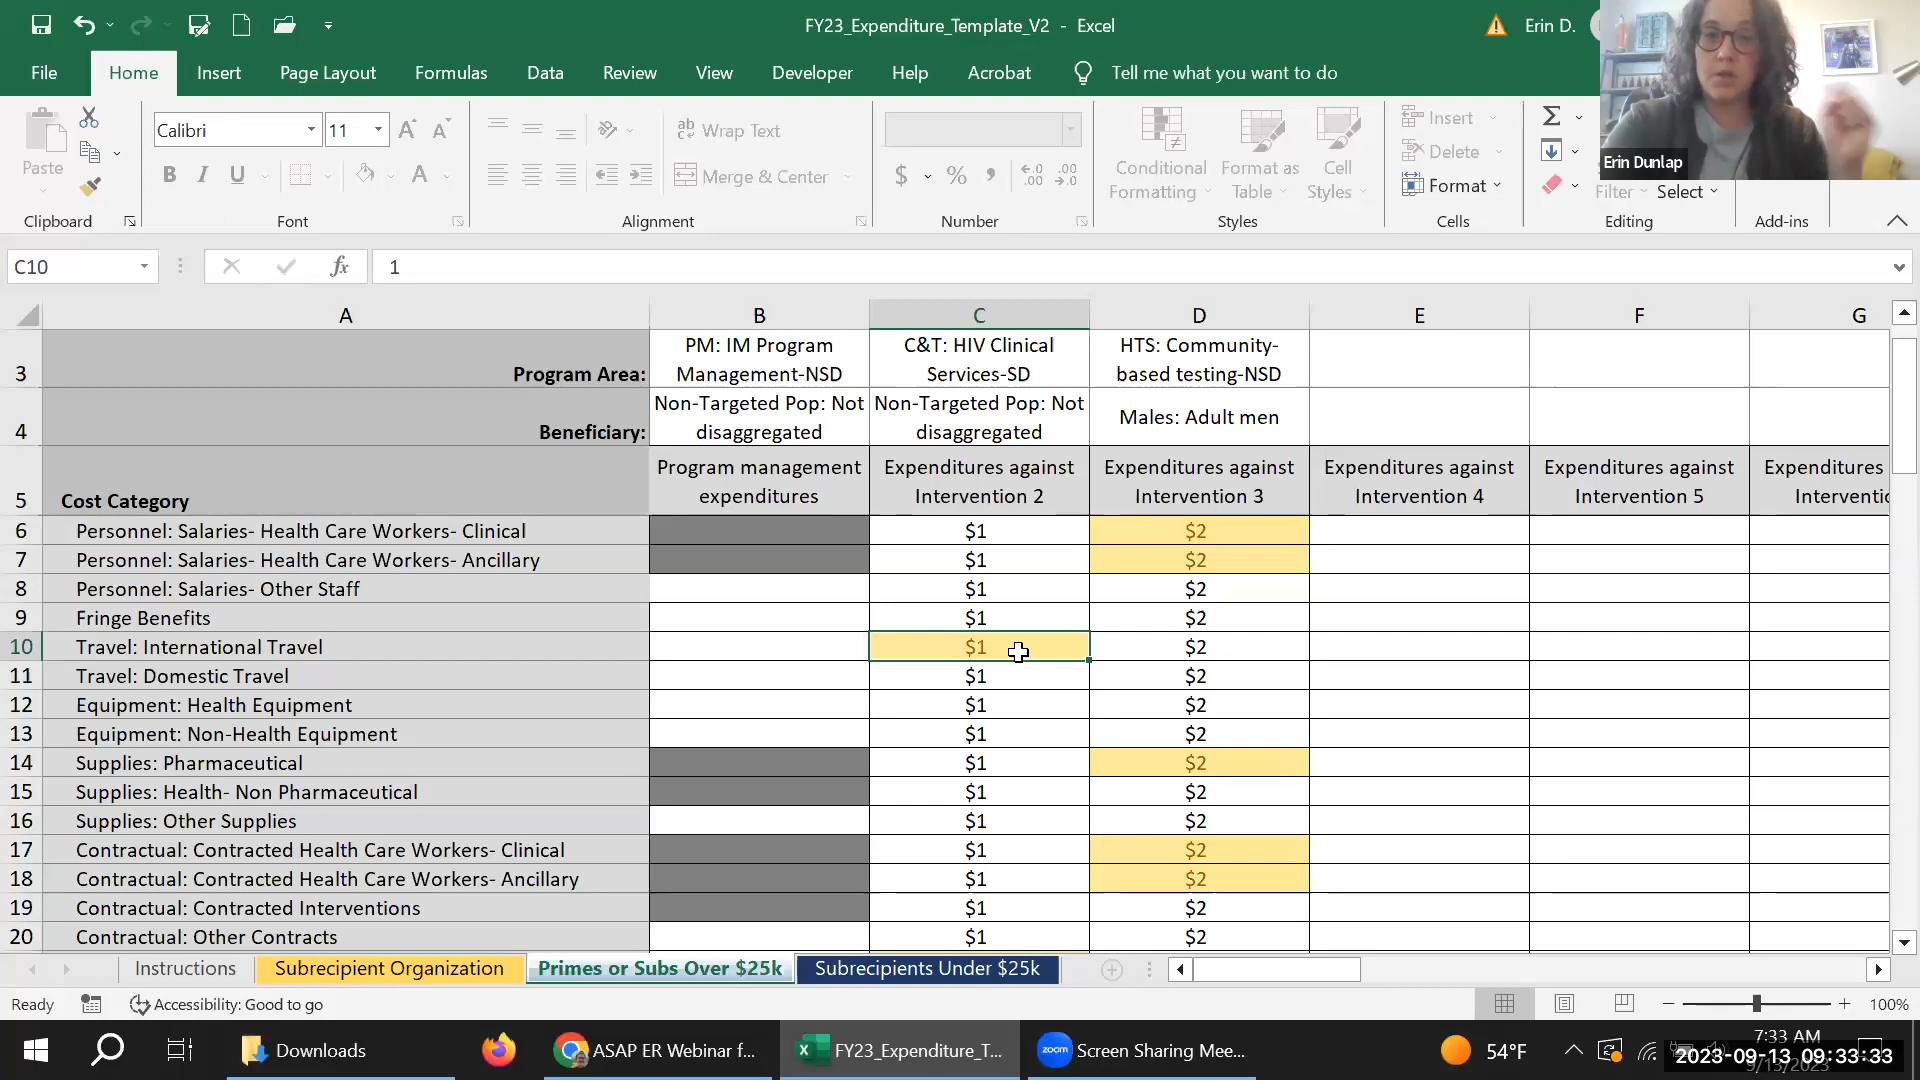 FY23_Expenditure_Template_V2 - Excel
Erin D.
File Home Insert Page Layout Formulas Data Review View Developer Help Acrobat Tell me what you want to do
Paste
Clipboard
Calibri 11
B I U
Font
ab Wrap Text
Merge & Center
Alignment
$ % ,
Number
Conditional Formatting
Format as Table
Cell Styles
Styles
Insert
Delete
Format
Cells
Filter Select
Editing
Add-ins
Erin Dunlap
C10 fx 1
A B C D E F G
3 Program Area: PM: IM Program Management-NSD C&T: HIV Clinical Services-SD HTS: Community-based testing-NSD
4 Beneficiary: Non-Targeted Pop: Not disaggregated Non-Targeted Pop: Not disaggregated Males: Adult men
5 Cost Category Program management expenditures Expenditures against Intervention 2 Expenditures against Intervention 3 Expenditures against Intervention 4 Expenditures against Intervention 5 Expenditures
6 Personnel: Salaries- Health Care Workers- Clinical $1 $2
7 Personnel: Salaries- Health Care Workers- Ancillary $1 $2
8 Personnel: Salaries- Other Staff $1 $2
9 Fringe Benefits $1 $2
10 Travel: International Travel $1 $2
11 Travel: Domestic Travel $1 $2
12 Equipment: Health Equipment $1 $2
13 Equipment: Non-Health Equipment $1 $2
14 Supplies: Pharmaceutical $1 $2
15 Supplies: Health- Non Pharmaceutical $1 $2
16 Supplies: Other Supplies $1 $2
17 Contractual: Contracted Health Care Workers- Clinical $1 $2
18 Contractual: Contracted Health Care Workers- Ancillary $1 $2
19 Contractual: Contracted Interventions $1 $2
20 Contractual: Other Contracts $1 $2
Instructions Subrecipient Organization Primes or Subs Over $25k Subrecipients Under $25k
Ready Accessibility: Good to go 100%
Downloads ASAP ER Webinar f... FY23_Expenditure_T... zoom Screen Sharing Mee... 54°F 7:33 AM
2023-09-13 09:33:33
9/13/2023